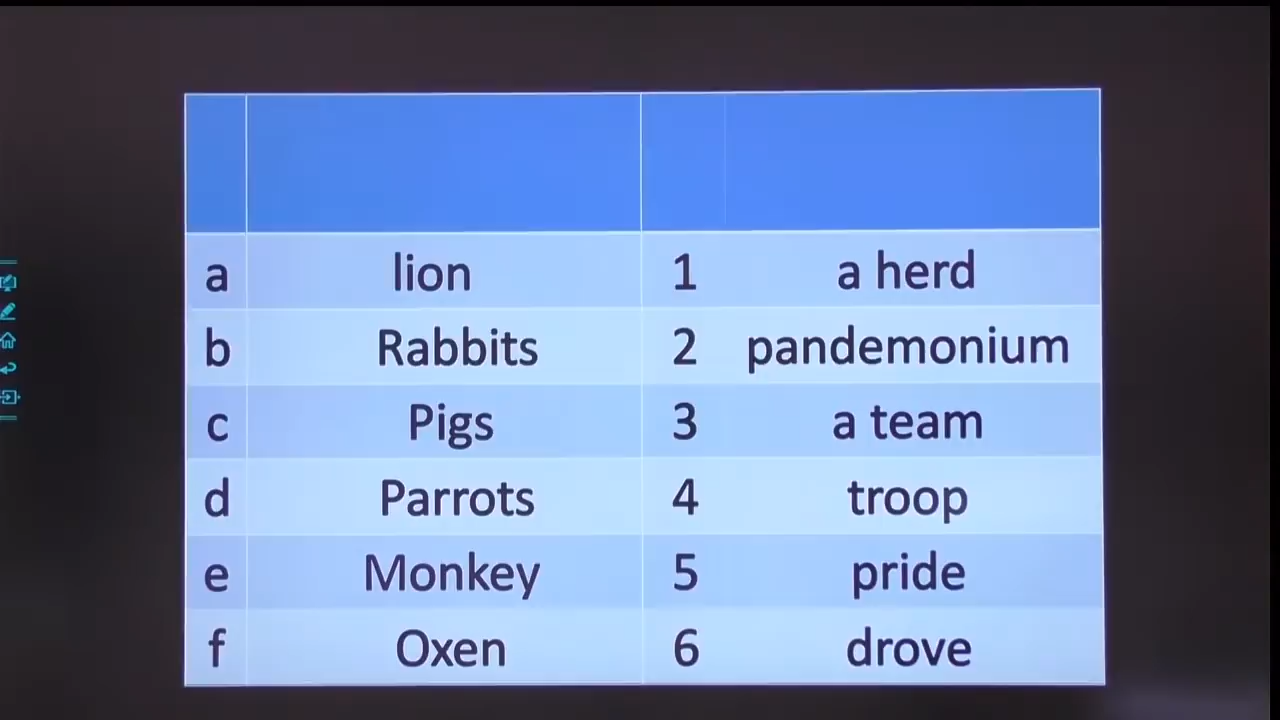 a lion 1 a herd
b Rabbits 2 pandemonium
c Pigs 3 a team
d Parrots 4 troop
e Monkey 5 pride
f Oxen 6 drove